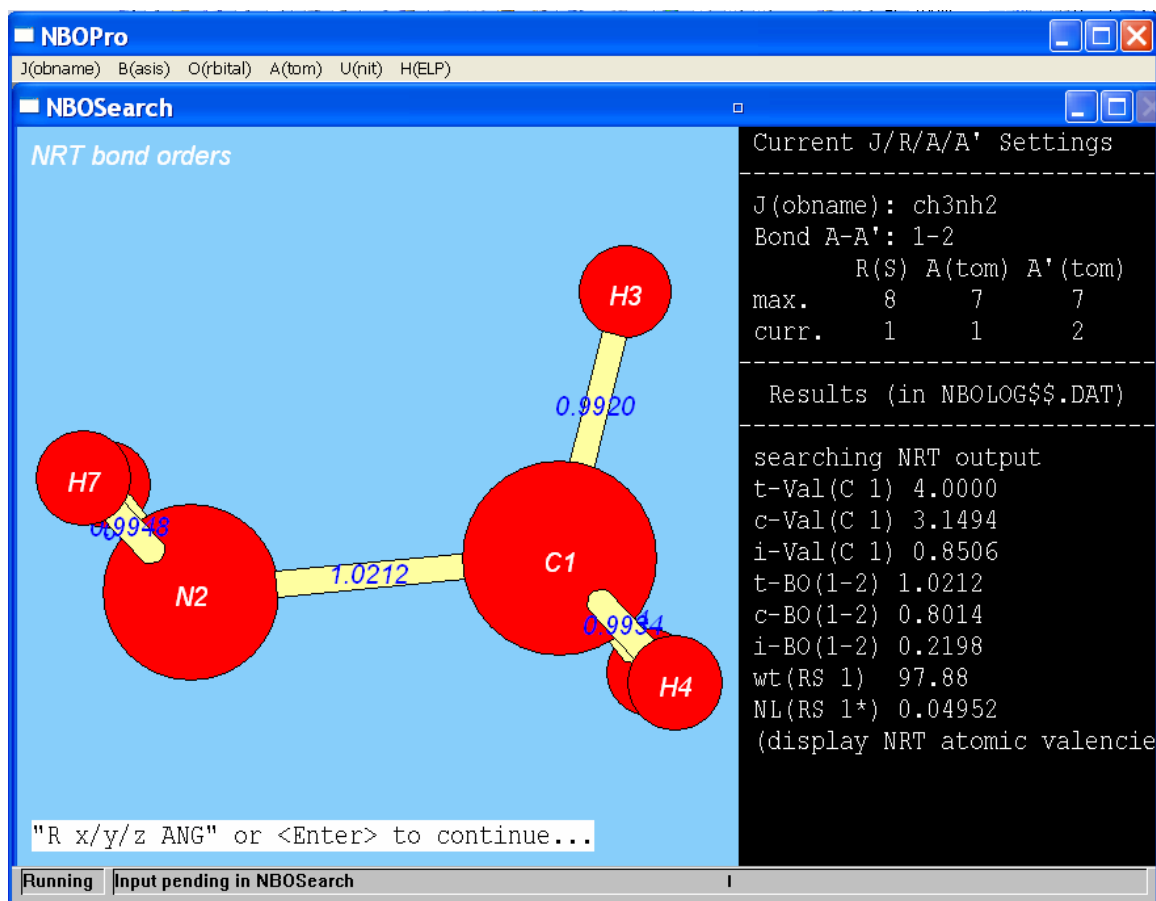 NBOPro
J(obname) B(asis) O(rbital) A(tom) U(nit) H(ELP)
NBOSearch
NRT bond orders
H3
0.9920
H7
0.9948
N2
1.0212
C1
0.9934
H4
"R x/y/z ANG" or <Enter> to continue...
Current J/R/A/A' Settings
J(obname): ch3nh2
Bond A-A': 1-2
R(S) A(tom) A'(tom)
max. 8 7 7
curr. 1 1 2
Results (in NBOLOG$$.DAT)
searching NRT output
t-Val(C 1) 4.0000
c-Val(C 1) 3.1494
i-Val(C 1) 0.8506
t-BO(1-2) 1.0212
c-BO(1-2) 0.8014
i-BO(1-2) 0.2198
wt(RS 1) 97.88
NL(RS 1*) 0.04952
(display NRT atomic valencie
Running Input pending in NBOSearch